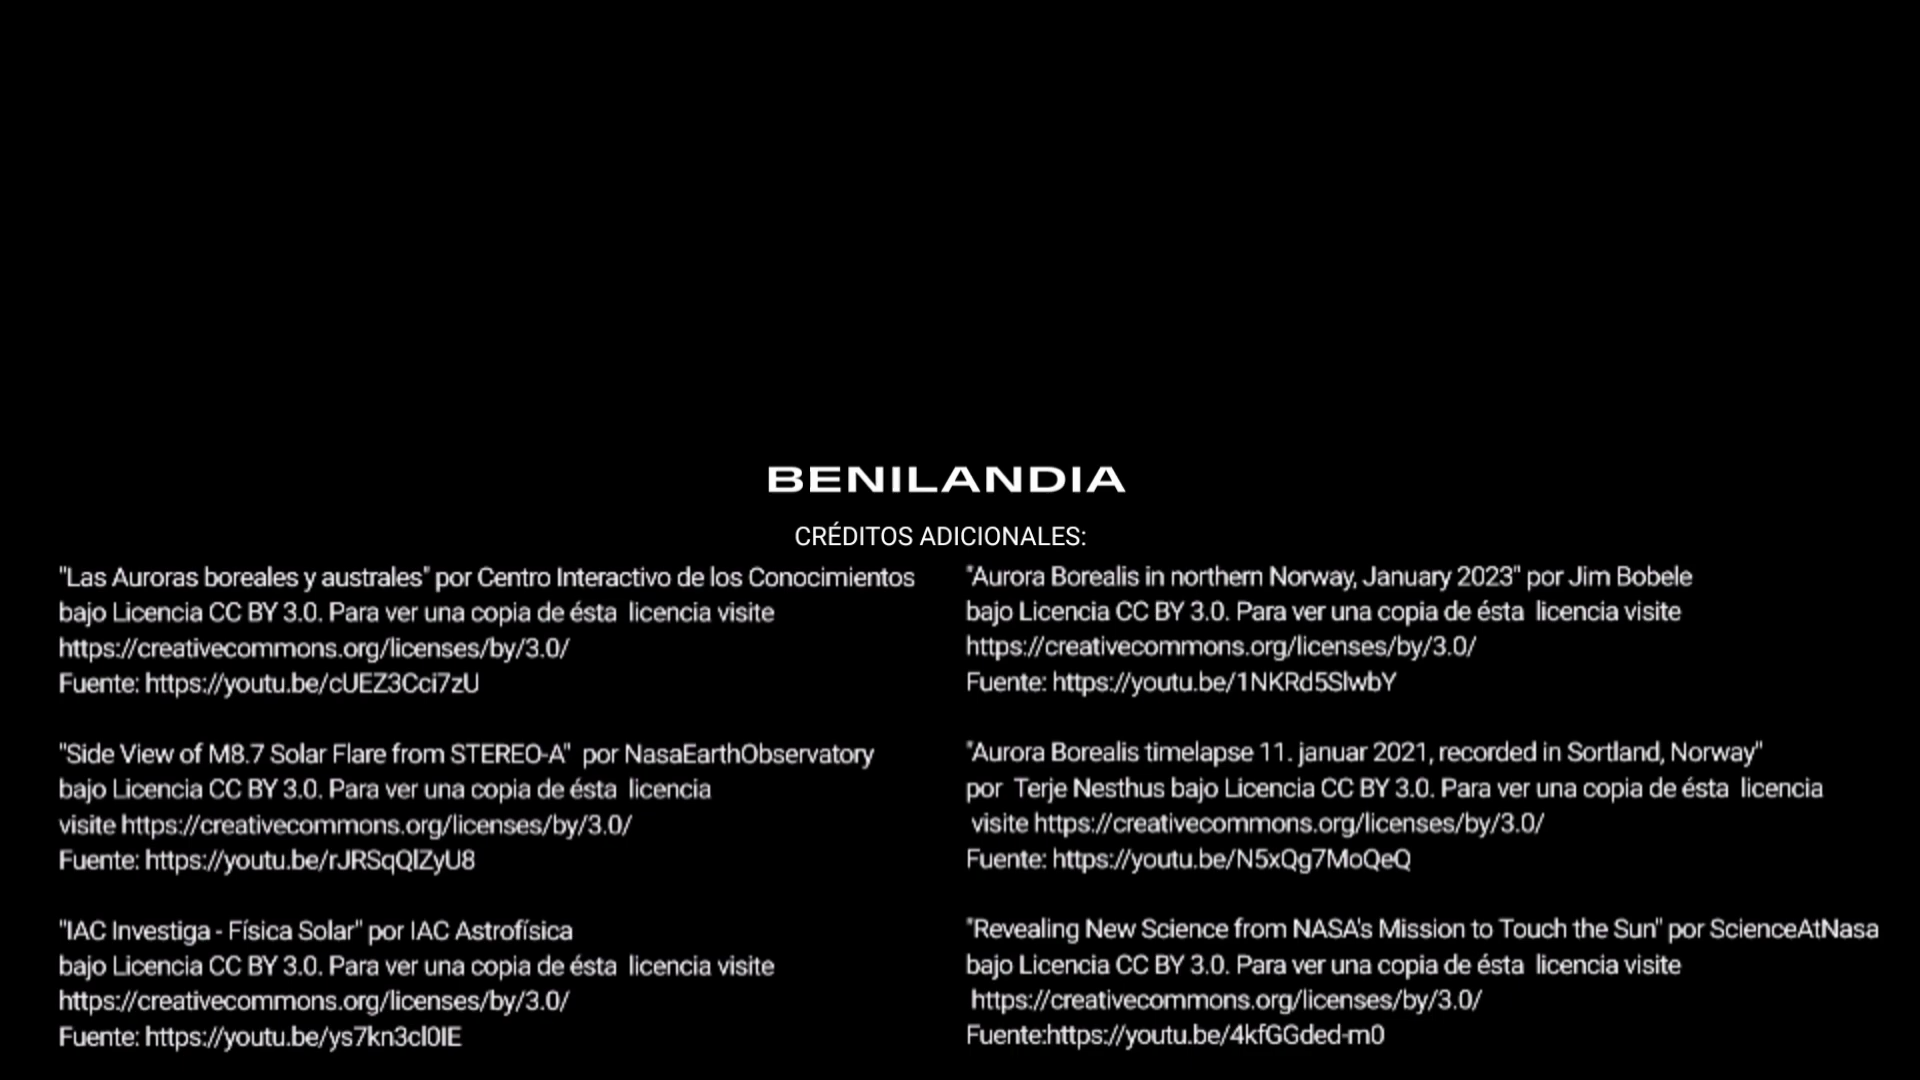 BENILANDIA
CRÉDITOS ADICIONALES:
"Las Auroras boreales y australes" por Centro Interactivo de los Conocimientos
bajo Licencia CC BY 3.0. Para ver una copia de ésta licencia visite
https://creativecommons.org/licenses/by/3.0/
Fuente: https://youtu.be/cUEZ3Cci7zU
"Side View of M8.7 Solar Flare from STEREO-A" por NasaEarthObservatory
bajo Licencia CC BY 3.0. Para ver una copia de ésta licencia
visite https://creativecommons.org/licenses/by/3.0/
Fuente: https://youtu.be/rJRSqQlZyU8
"IAC Investiga - Física Solar" por IAC Astrofísica
bajo Licencia CC BY 3.0. Para ver una copia de ésta licencia visite
https://creativecommons.org/licenses/by/3.0/
Fuente: https://youtu.be/ys7kn3cl0IE
"Aurora Borealis in northern Norway, January 2023" por Jim Bobele
bajo Licencia CC BY 3.0. Para ver una copia de ésta licencia visite
https://creativecommons.org/licenses/by/3.0/
Fuente: https://youtu.be/1NKRd5SlwbY
"Aurora Borealis timelapse 11. januar 2021, recorded in Sortland, Norway"
por Terje Nesthus bajo Licencia CC BY 3.0. Para ver una copia de ésta licencia
visite https://creativecommons.org/licenses/by/3.0/
Fuente: https://youtu.be/N5xQg7MoQeQ
"Revealing New Science from NASA's Mission to Touch the Sun" por ScienceAtNasa
bajo Licencia CC BY 3.0. Para ver una copia de ésta licencia visite
https://creativecommons.org/licenses/by/3.0/
Fuente:https://youtu.be/4kfGGded-m0